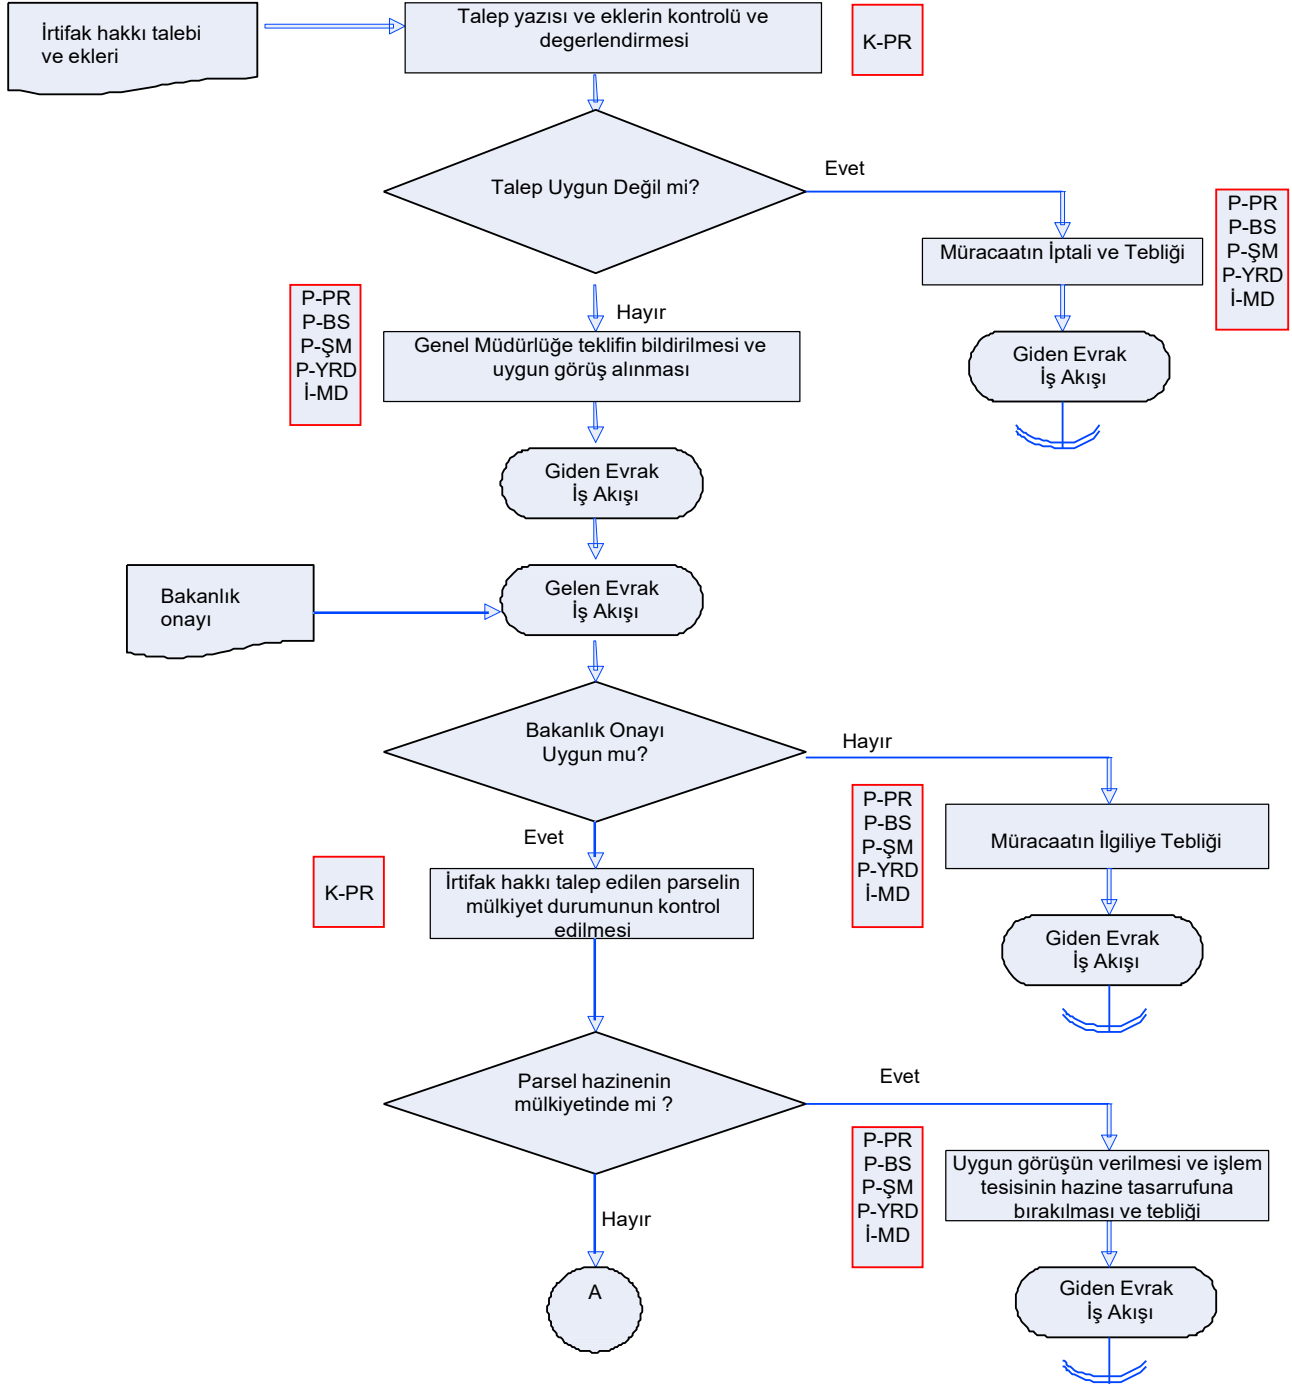 İrtifak hakkı talebi
ve ekleri
Talep yazısı ve eklerin kontrolü ve
degerlendirmesi
K-PR
Talep Uygun Değil mi?
Evet
P-PR
P-BS
P-ŞM
P-YRD
İ-MD
Müracaatın İptali ve Tebliği
Giden Evrak
İş Akışı
P-PR
P-BS
P-ŞM
P-YRD
İ-MD
Hayır
Genel Müdürlüğe teklifin bildirilmesi ve
uygun görüş alınması
Giden Evrak
İş Akışı
Bakanlık
onayı
Gelen Evrak
İş Akışı
Bakanlık Onayı
Uygun mu?
Hayır
P-PR
P-BS
P-ŞM
P-YRD
İ-MD
Müracaatın İlgiliye Tebliği
Giden Evrak
İş Akışı
Evet
K-PR
İrtifak hakkı talep edilen parselin
mülkiyet durumunun kontrol
edilmesi
Parsel hazinenin
mülkiyetinde mi ?
Evet
P-PR
P-BS
P-ŞM
P-YRD
İ-MD
Uygun görüşün verilmesi ve işlem
tesisinin hazine tasarrufuna
bırakılması ve tebliği
Hayır
A
Giden Evrak
İş Akışı